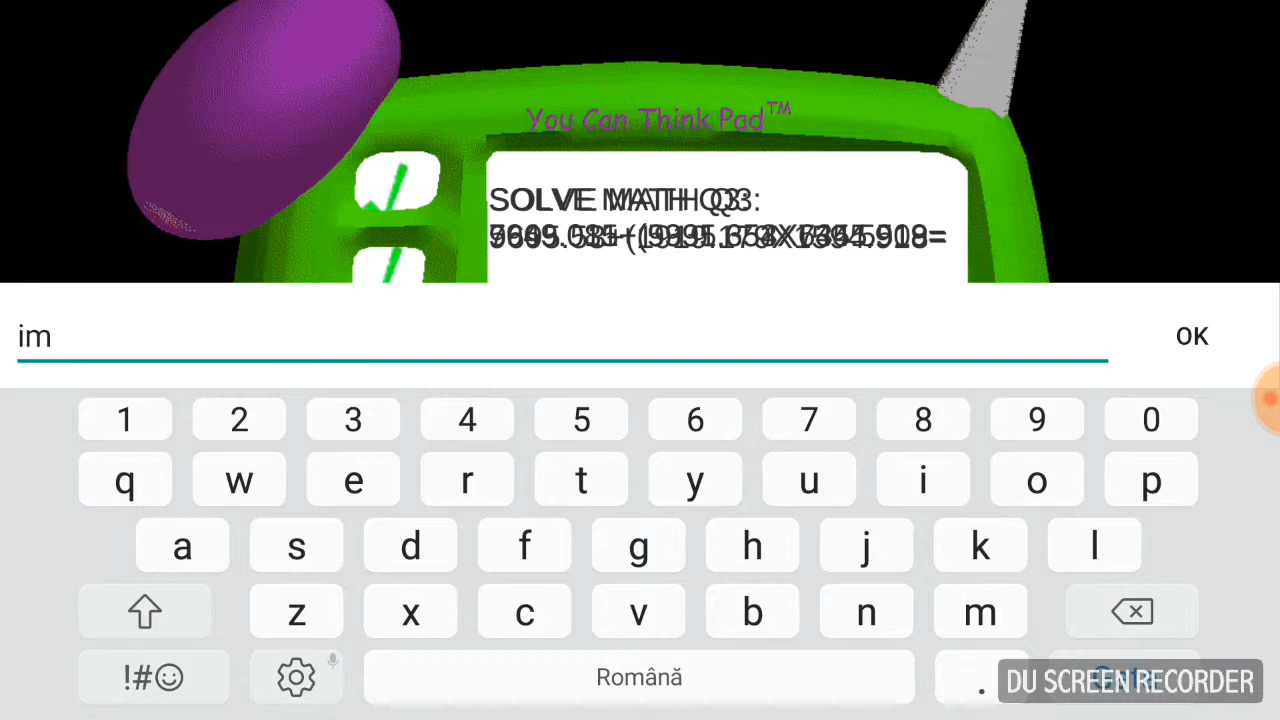 You Can Think Pad™
SOLVE MATH Q3:
im
OK
1 2 3 4 5 6 7 8 9 0
q w e r t y u i o p
a s d f g h j k l
z x c v b n m
!#☺ Română .
DU SCREEN RECORDER